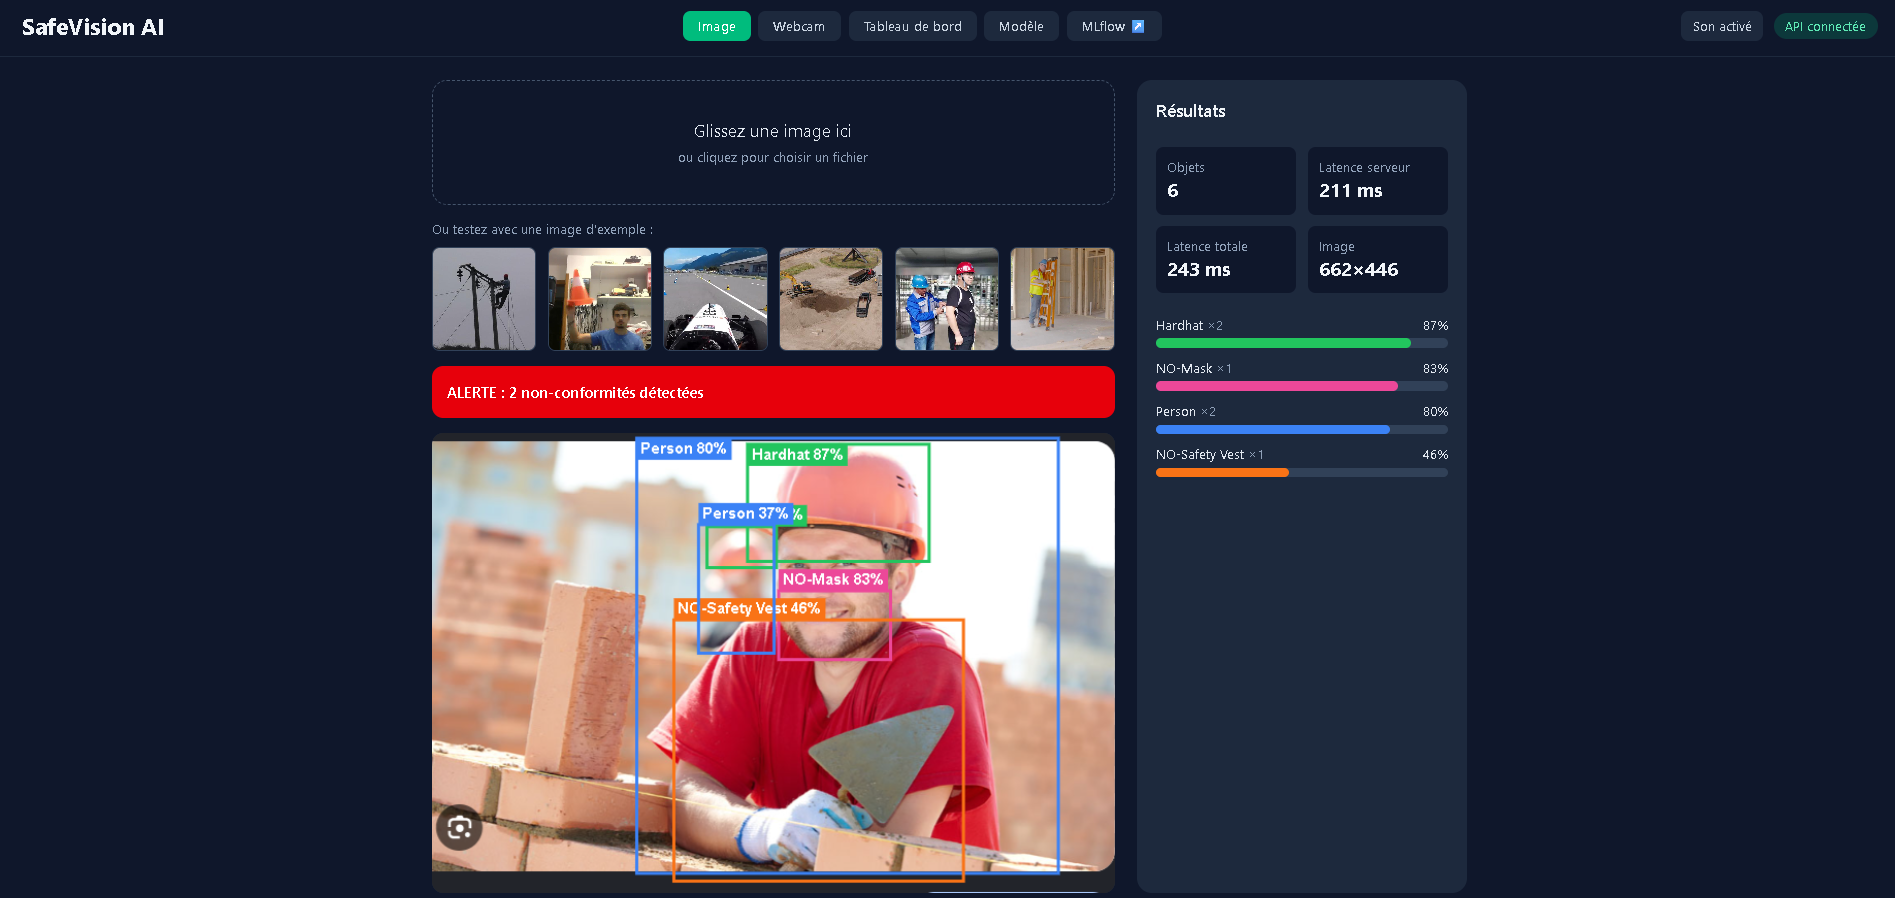 SafeVision AI
Image
Webcam
Tableau de bord
Modèle
MLflow
Son activé
API connectée
Glissez une image ici
ou cliquez pour choisir un fichier
Ou testez avec une image d'exemple :
ALERTE : 2 non-conformités détectées
Person 80%
Hardhat 87%
Person 37%
%
NO-Mask 83%
NO-Safety Vest 46%
Résultats
Objets
6
Latence serveur
211 ms
Latence totale
243 ms
Image
662×446
Hardhat ×2 87%
NO-Mask ×1 83%
Person ×2 80%
NO-Safety Vest ×1 46%